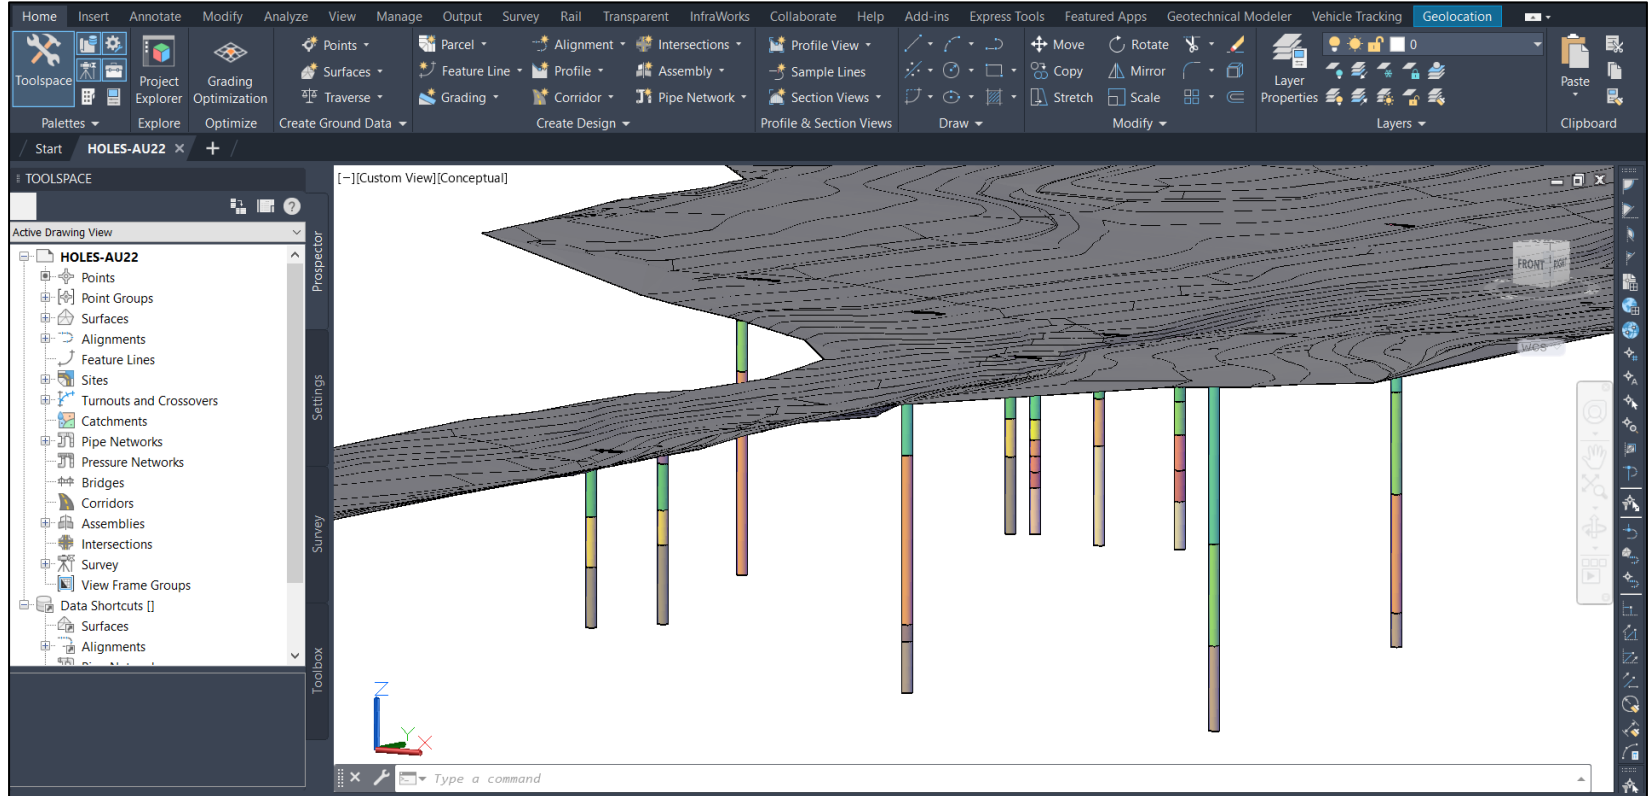 Home Insert Annotate Modify Analyze View Manage Output Survey Rail Transparent InfraWorks Collaborate Help Add-ins Express Tools Featured Apps Geotechnical Modeler Vehicle Tracking Geolocation
Points Parcel Alignment Intersections Profile View Move Rotate 0
Toolspace Project Explorer Grading Optimization Surfaces Feature Line Profile Assembly Sample Lines Copy Mirror Layer Properties Paste
Traverse Grading Corridor Pipe Network Section Views Stretch Scale
Palettes Explore Optimize Create Ground Data Create Design Profile & Section Views Draw Modify Layers Clipboard
Start HOLES-AU22
TOOLSPACE
[−][Custom View][Conceptual]
Active Drawing View
HOLES-AU22
Points
Point Groups
Surfaces
Alignments
Feature Lines
Sites
Turnouts and Crossovers
Catchments
Pipe Networks
Pressure Networks
Bridges
Corridors
Assemblies
Intersections
Survey
View Frame Groups
Data Shortcuts []
Surfaces
Alignments
Prospector
Settings
Survey
Toolbox
FRONT
RIGHT
WCS
Z
Y
X
Type a command